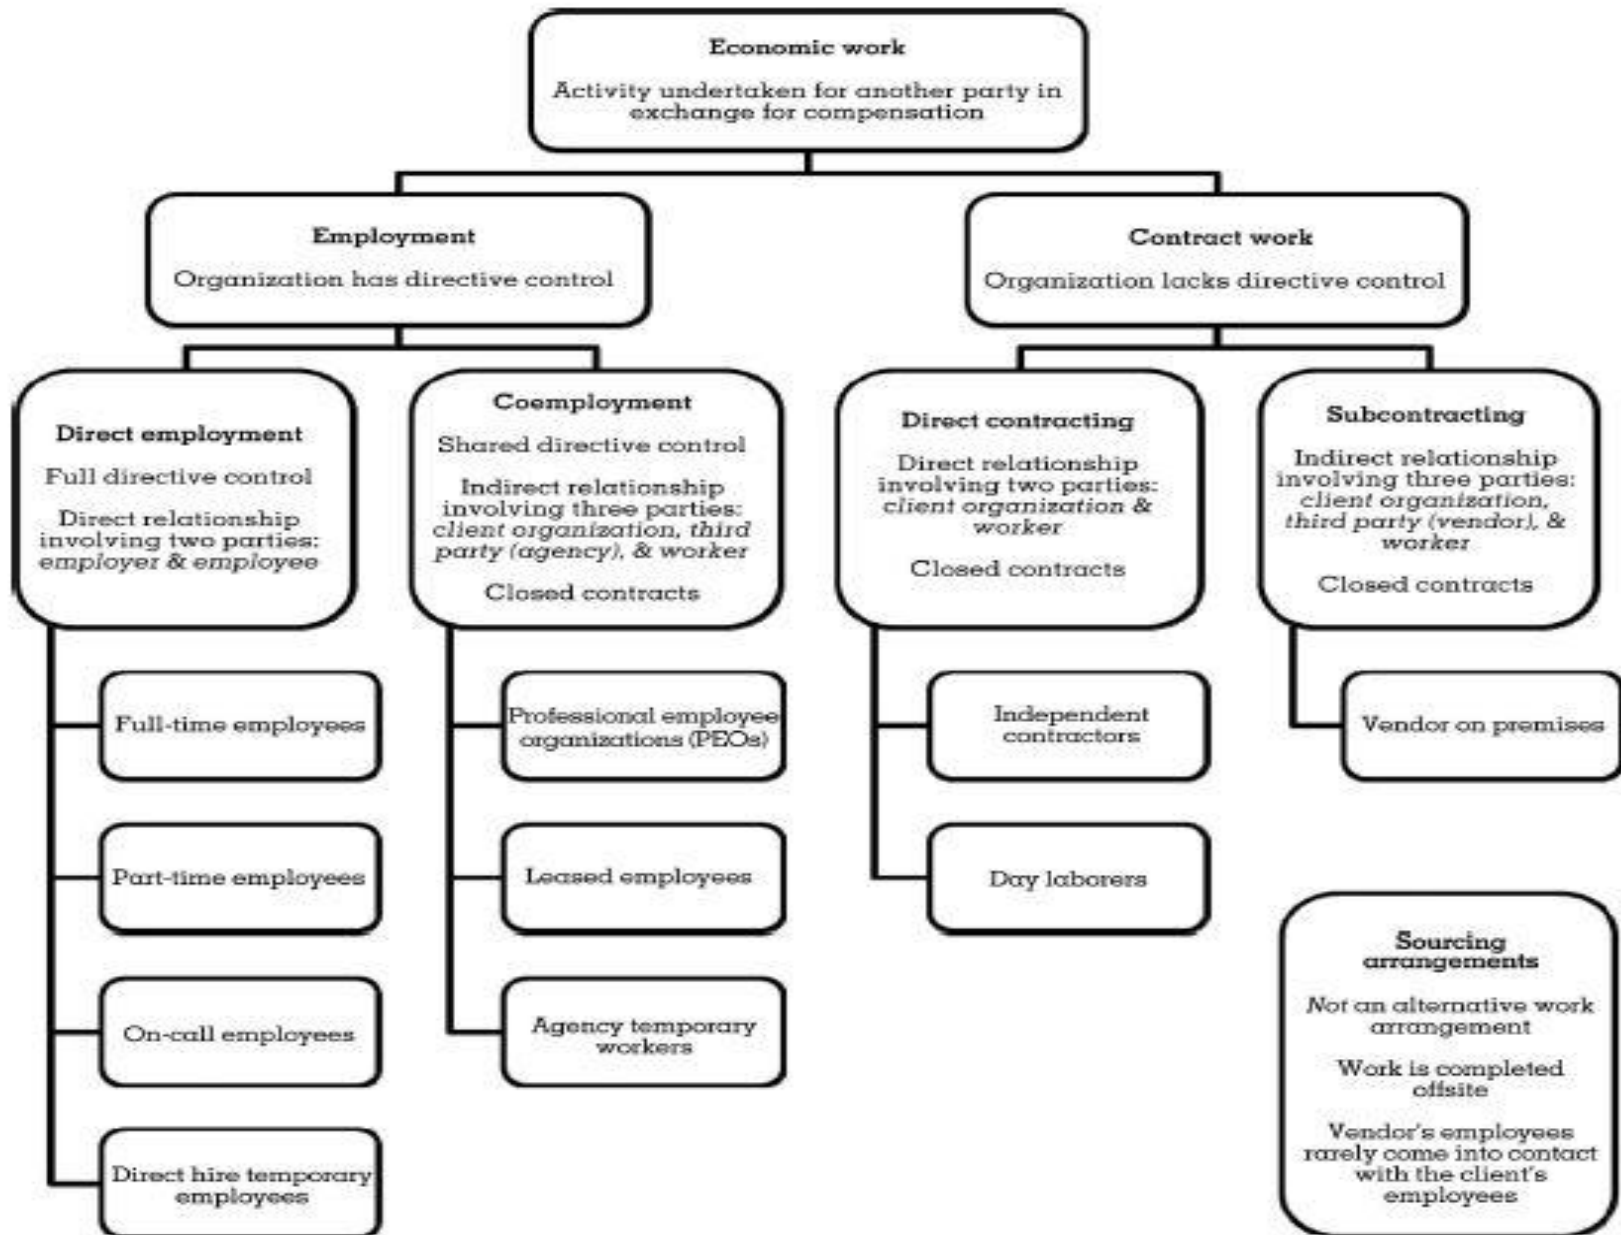 Economic work
Activity undertaken for another party in
exchange for compensation
Employment
Organization has directive control
Contract work
Organization lacks directive control
Direct employment
Full directive control
Direct relationship
involving two parties:
employer & employee
Coemployment
Shared directive control
Indirect relationship
involving three parties:
client organization, third
party (agency), & worker
Closed contracts
Direct contracting
Direct relationship
involving two parties:
client organization &
worker
Closed contracts
Subcontracting
Indirect relationship
involving three parties:
client organization,
third party (vendor), &
worker
Closed contracts
Full-time employees
Part-time employees
On-call employees
Direct hire temporary
employees
Professional employee
organizations (PEOs)
Leased employees
Agency temporary
workers
Independent
contractors
Day laborers
Vendor on premises
Sourcing
arrangements
Not an alternative work
arrangement
Work is completed
offsite
Vendor's employees
rarely come into contact
with the client's
employees